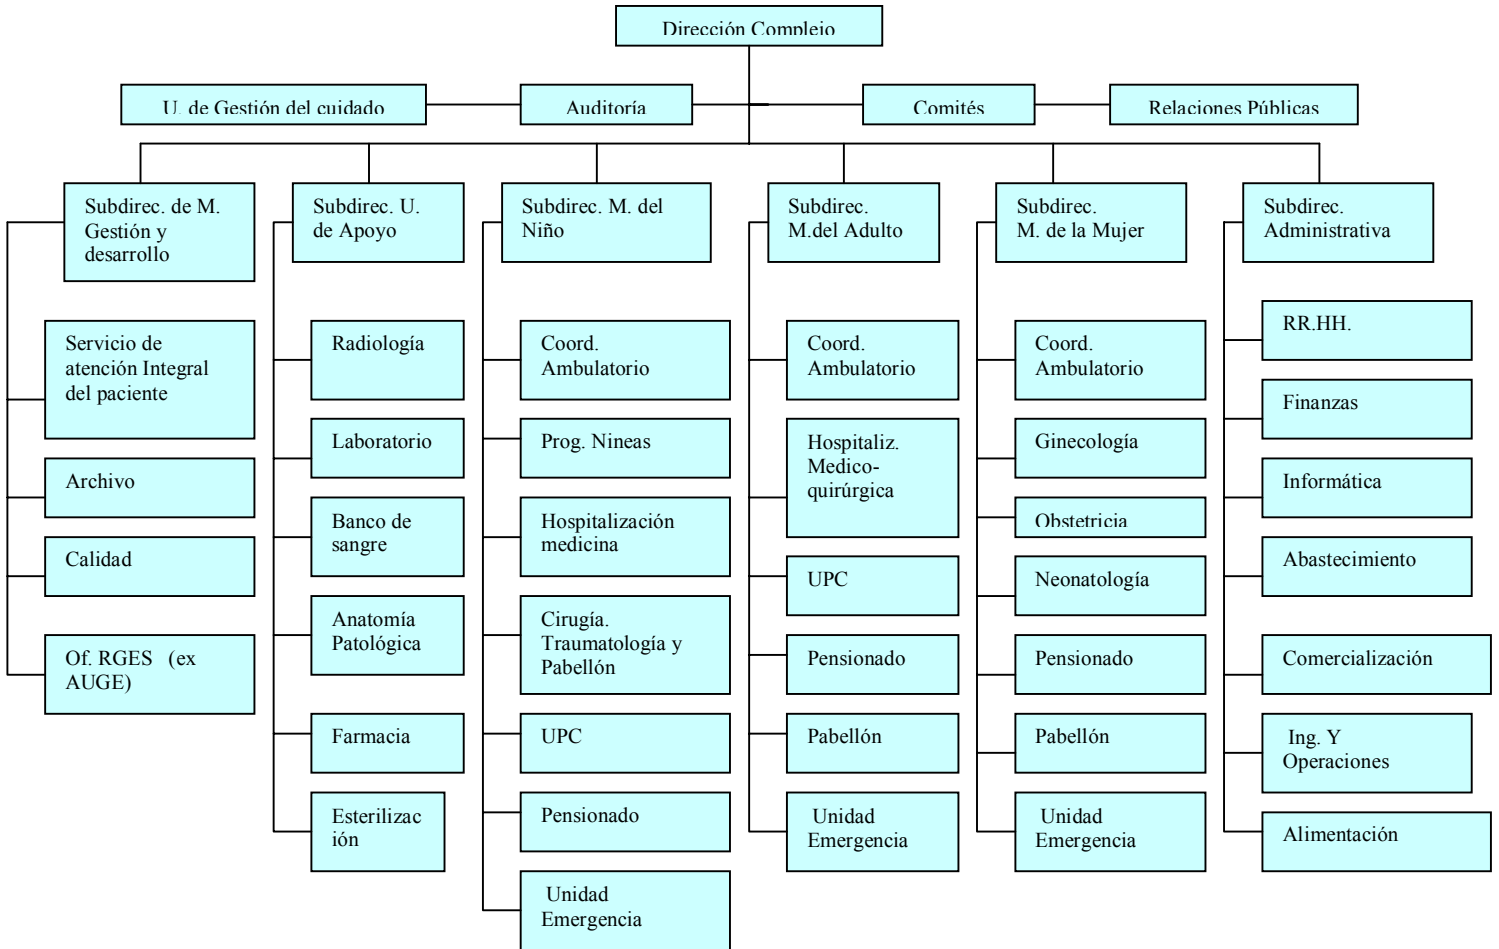 Dirección Complejo
U. de Gestión del cuidado
Auditoría
Comités
Relaciones Públicas
Subdirec. de M.
Gestión y
desarrollo
Servicio de
atención Integral
del paciente
Archivo
Calidad
Of. RGES (ex
AUGE)
Subdirec. U.
de Apoyo
Radiología
Laboratorio
Banco de
sangre
Anatomía
Patológica
Farmacia
Esterilizac
ión
Subdirec. M. del
Niño
Coord.
Ambulatorio
Prog. Nineas
Hospitalización
medicina
Cirugía.
Traumatología y
Pabellón
UPC
Pensionado
Unidad
Emergencia
Subdirec.
M.del Adulto
Coord.
Ambulatorio
Hospitaliz.
Medico-
quirúrgica
UPC
Pensionado
Pabellón
Unidad
Emergencia
Subdirec.
M. de la Mujer
Coord.
Ambulatorio
Ginecología
Obstetricia
Neonatología
Pensionado
Pabellón
Unidad
Emergencia
Subdirec.
Administrativa
RR.HH.
Finanzas
Informática
Abastecimiento
Comercialización
Ing. Y
Operaciones
Alimentación